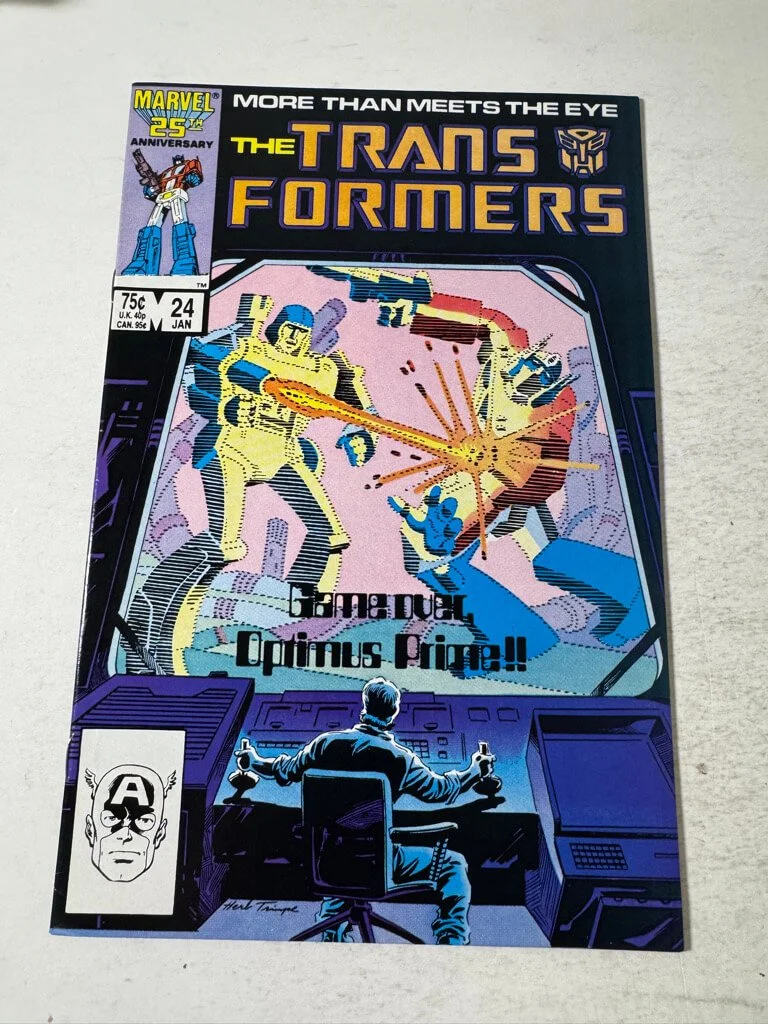 MARVEL®
25TH
ANNIVERSARY
MORE THAN MEETS THE EYE
THE TRANS
FORMERS
TM
75¢
U.K. 40p
CAN. 95¢
M
24
JAN
Game over,
Optimus Prime!!
A
Herb Trimpe